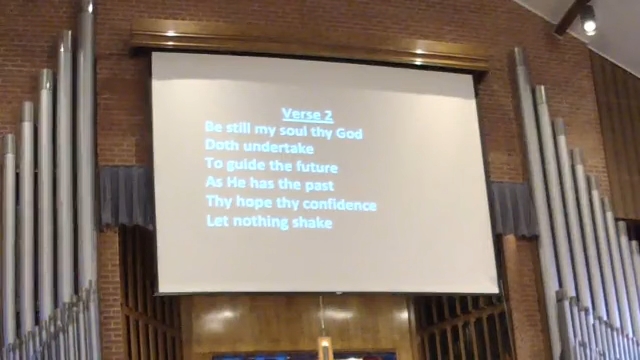 Verse 2
Be still my soul thy God
Doth undertake
To guide the future
As He has the past
Thy hope thy confidence
Let nothing shake